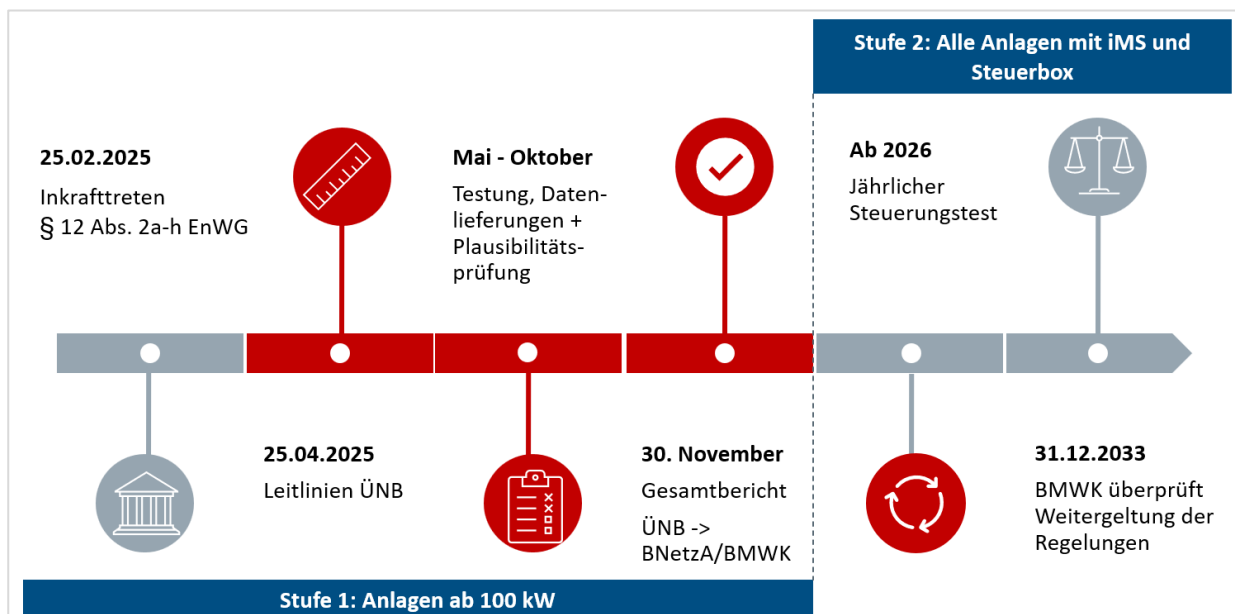 Stufe 2: Alle Anlagen mit iMS und
Steuerbox
25.02.2025
Inkrafttreten
§ 12 Abs. 2a-h EnWG
Mai - Oktober
Testung, Daten-
lieferungen +
Plausibilitäts-
prüfung
Ab 2026
Jährlicher
Steuerungstest
25.04.2025
Leitlinien ÜNB
30. November
Gesamtbericht
ÜNB ->
BNetzA/BMWK
31.12.2033
BMWK überprüft
Weitergeltung der
Regelungen
Stufe 1: Anlagen ab 100 kW